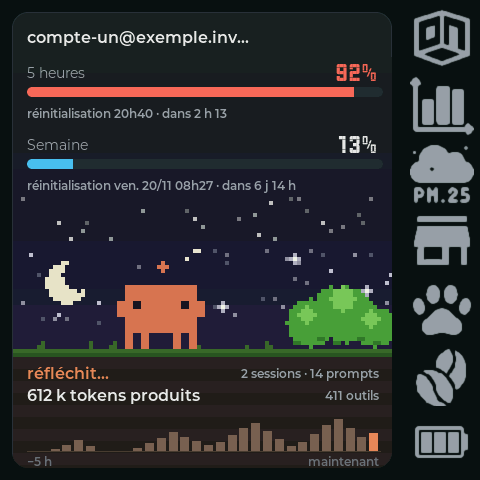 compte-un@exemple.inv...
5 heures 92%
réinitialisation 20h40 · dans 2 h 13
Semaine 13%
réinitialisation ven. 20/11 08h27 · dans 6 j 14 h
PM.25
réfléchit... 2 sessions · 14 prompts
612 k tokens produits 411 outils
−5 h maintenant